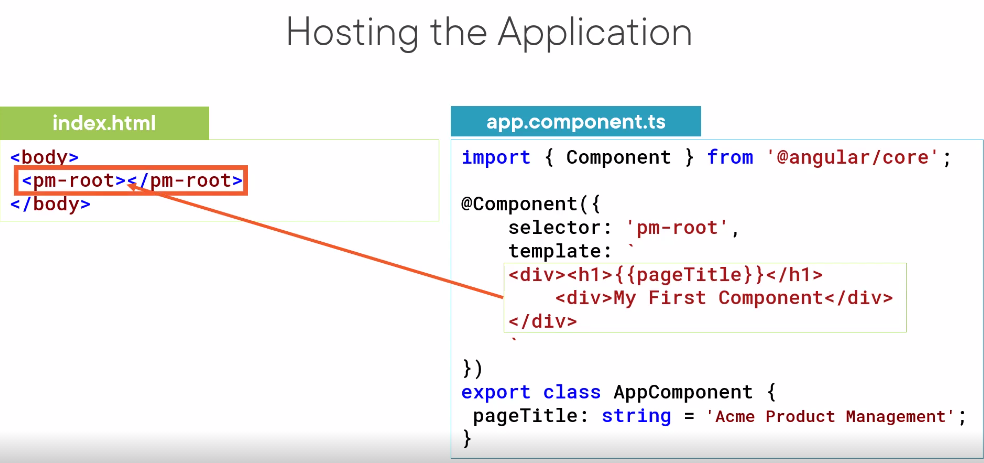 Hosting the Application
index.html
<body>
<pm-root></pm-root>
</body>
app.component.ts
import { Component } from '@angular/core';
@Component({
selector: 'pm-root',
template: `
<div><h1>{{pageTitle}}</h1>
<div>My First Component</div>
</div>
`
})
export class AppComponent {
pageTitle: string = 'Acme Product Management';
}